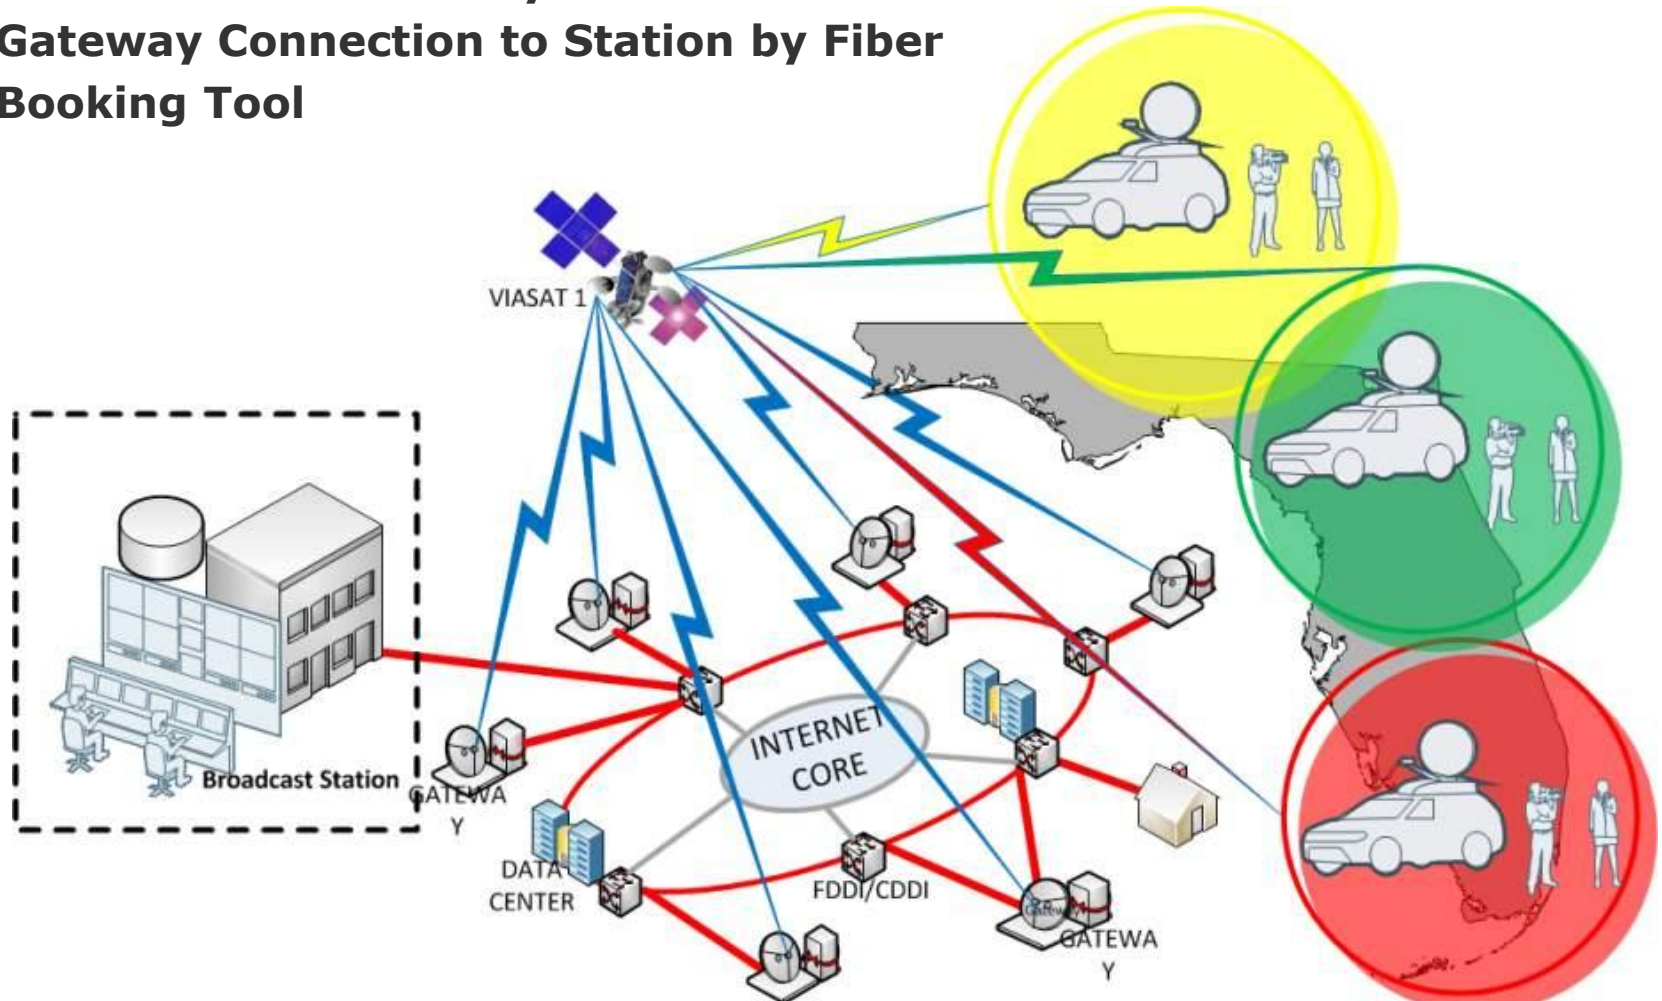 Gateway Connection to Station by Fiber
Booking Tool
VIASAT 1
INTERNET
CORE
Broadcast Station
GATEWA
Y
DATA
CENTER
FDDI/CDDI
Gateway
GATEWA
Y